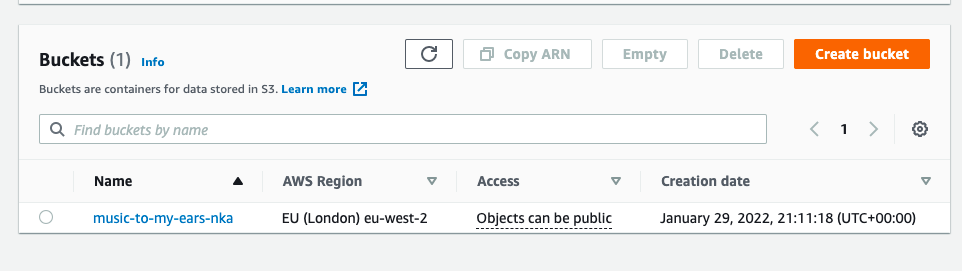 Buckets (1) Info
Copy ARN Empty Delete Create bucket
Buckets are containers for data stored in S3. Learn more
Find buckets by name
1
Name AWS Region Access Creation date
music-to-my-ears-nka EU (London) eu-west-2 Objects can be public January 29, 2022, 21:11:18 (UTC+00:00)